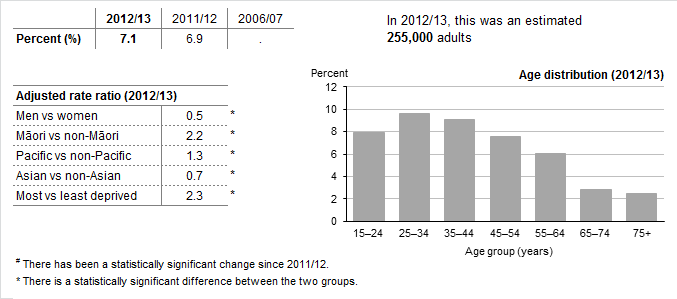 2012/13 2011/12 2006/07
Percent (%) 7.1 6.9 .
In 2012/13, this was an estimated
255,000 adults
Adjusted rate ratio (2012/13)
Men vs women 0.5 *
Māori vs non-Māori 2.2 *
Pacific vs non-Pacific 1.3 *
Asian vs non-Asian 0.7 *
Most vs least deprived 2.3 *
Percent
Age distribution (2012/13)
12
10
8
6
4
2
0
15–24 25–34 35–44 45–54 55–64 65–74 75+
Age group (years)
# There has been a statistically significant change since 2011/12.
* There is a statistically significant difference between the two groups.